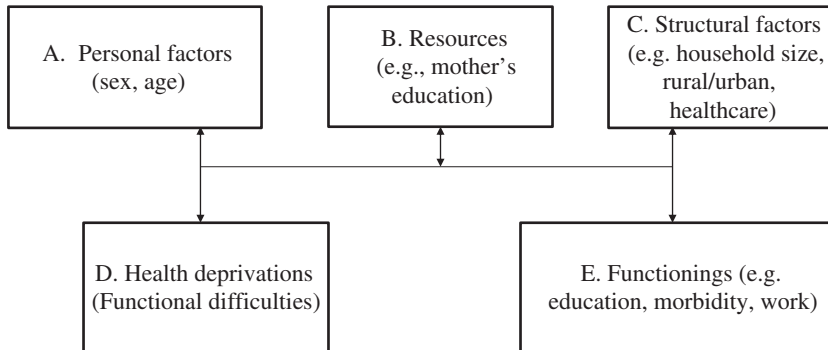 A. Personal factors
(sex, age)
B. Resources
(e.g., mother’s
education)
C. Structural factors
(e.g. household size,
rural/urban,
healthcare)
D. Health deprivations
(Functional difficulties)
E. Functionings (e.g.
education, morbidity, work)